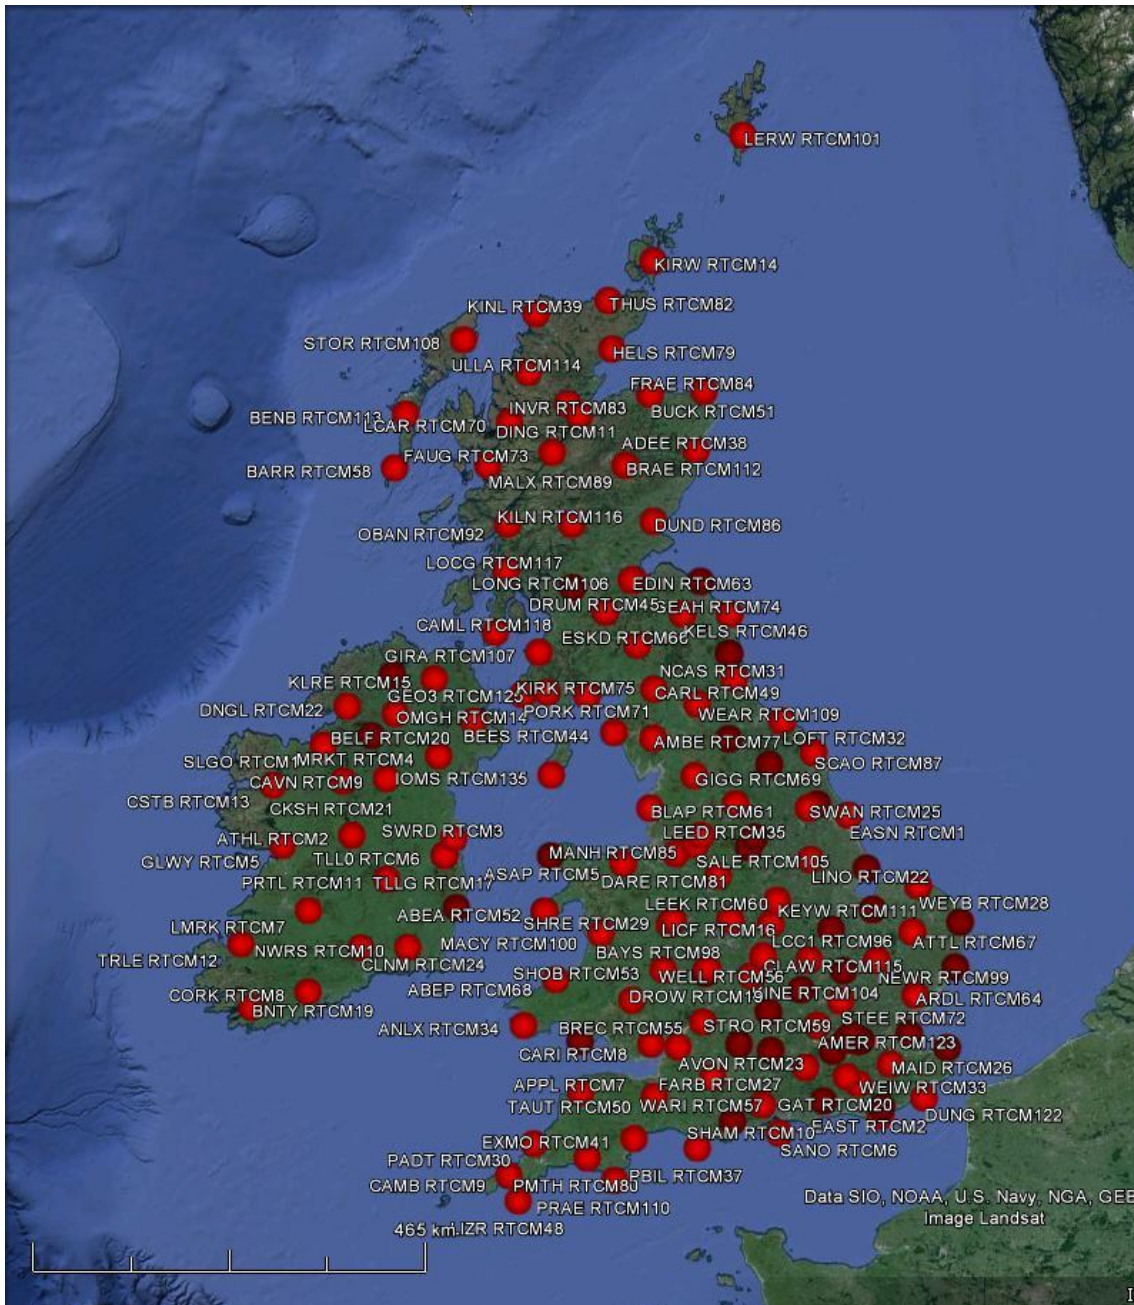 LERW RTCM101
KIRW RTCM14
KINL RTCM39
THUS RTCM82
STOR RTCM108
HELS RTCM79
ULLA RTCM114
FRAE RTCM84
BENB RTCM113
INVR RTCM83
BUCK RTCM51
LCAR RTCM70
DING RTCM11
ADEE RTCM38
FAUG RTCM73
BARR RTCM58
BRAE RTCM112
MALX RTCM89
KILN RTCM116
OBAN RTCM92
DUND RTCM86
LOCG RTCM117
LONG RTCM106
EDIN RTCM63
DRUM RTCM45
SEAH RTCM74
CAML RTCM118
KELS RTCM46
ESKD RTCM60
GIRA RTCM107
NCAS RTCM31
KLRE RTCM15
GEO3 RTCM125
KIRK RTCM75
CARL RTCM49
DNGL RTCM22
OMGH RTCM14
PORK RTCM71
WEAR RTCM109
BELF RTCM20
BEES RTCM44
AMBE RTCM77
LOFT RTCM32
SLGO RTCM1
MRKT RTCM4
SCAO RTCM87
CAVN RTCM9
IOMS RTCM135
GIGG RTCM69
CSTB RTCM13
CKSH RTCM21
BLAP RTCM61
SWAN RTCM25
ATHL RTCM2
SWRD RTCM3
LEED RTCM35
EASN RTCM1
GLWY RTCM5
TLL0 RTCM6
MANH RTCM85
SALE RTCM105
PRTL RTCM11
TLLG RTCM17
ASAP RTCM5
DARE RTCM81
LINO RTCM22
ABEA RTCM52
LEEK RTCM60
KEYW RTCM111
WEYB RTCM28
LMRK RTCM7
SHRE RTCM29
LICF RTCM16
NWRS RTCM10
MACY RTCM100
LCC1 RTCM96
ATTL RTCM67
TRLE RTCM12
CLNM RTCM24
BAYS RTCM98
CLAW RTCM115
SHOB RTCM53
WELL RTCM56
NEWR RTCM99
CORK RTCM8
ABEP RTCM68
DROW RTCM19
KINE RTCM104
ARDL RTCM64
BNTY RTCM19
STEE RTCM72
ANLX RTCM34
BREC RTCM55
STRO RTCM59
CARI RTCM8
AMER RTCM123
AVON RTCM23
MAID RTCM26
APPL RTCM7
FARB RTCM27
WEIW RTCM33
TAUT RTCM50
WARI RTCM57
GAT RTCM20
DUNG RTCM122
EAST RTCM2
EXMO RTCM41
SHAM RTCM10
SANO RTCM6
PADT RTCM30
PBIL RTCM37
CAMB RTCM9
PMTH RTCM80
PRAE RTCM110
Data SIO, NOAA, U.S. Navy, NGA, GEB
Image Landsat
465 km
LIZR RTCM48